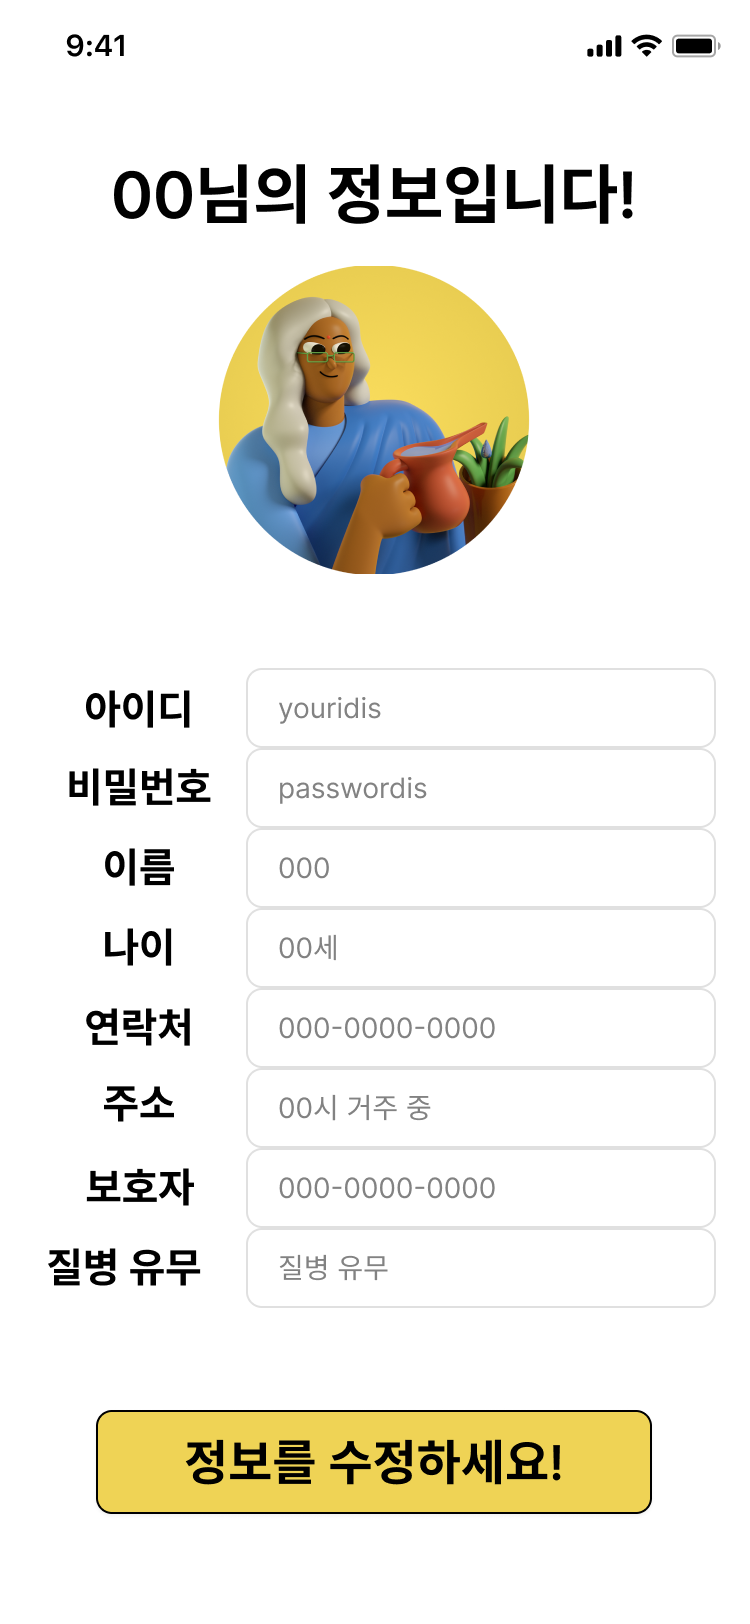 9:41
00님의 정보입니다!
아이디 youridis
비밀번호 passwordis
이름 000
나이 00세
연락처 000-0000-0000
주소 00시 거주 중
보호자 000-0000-0000
질병 유무 질병 유무
정보를 수정하세요!